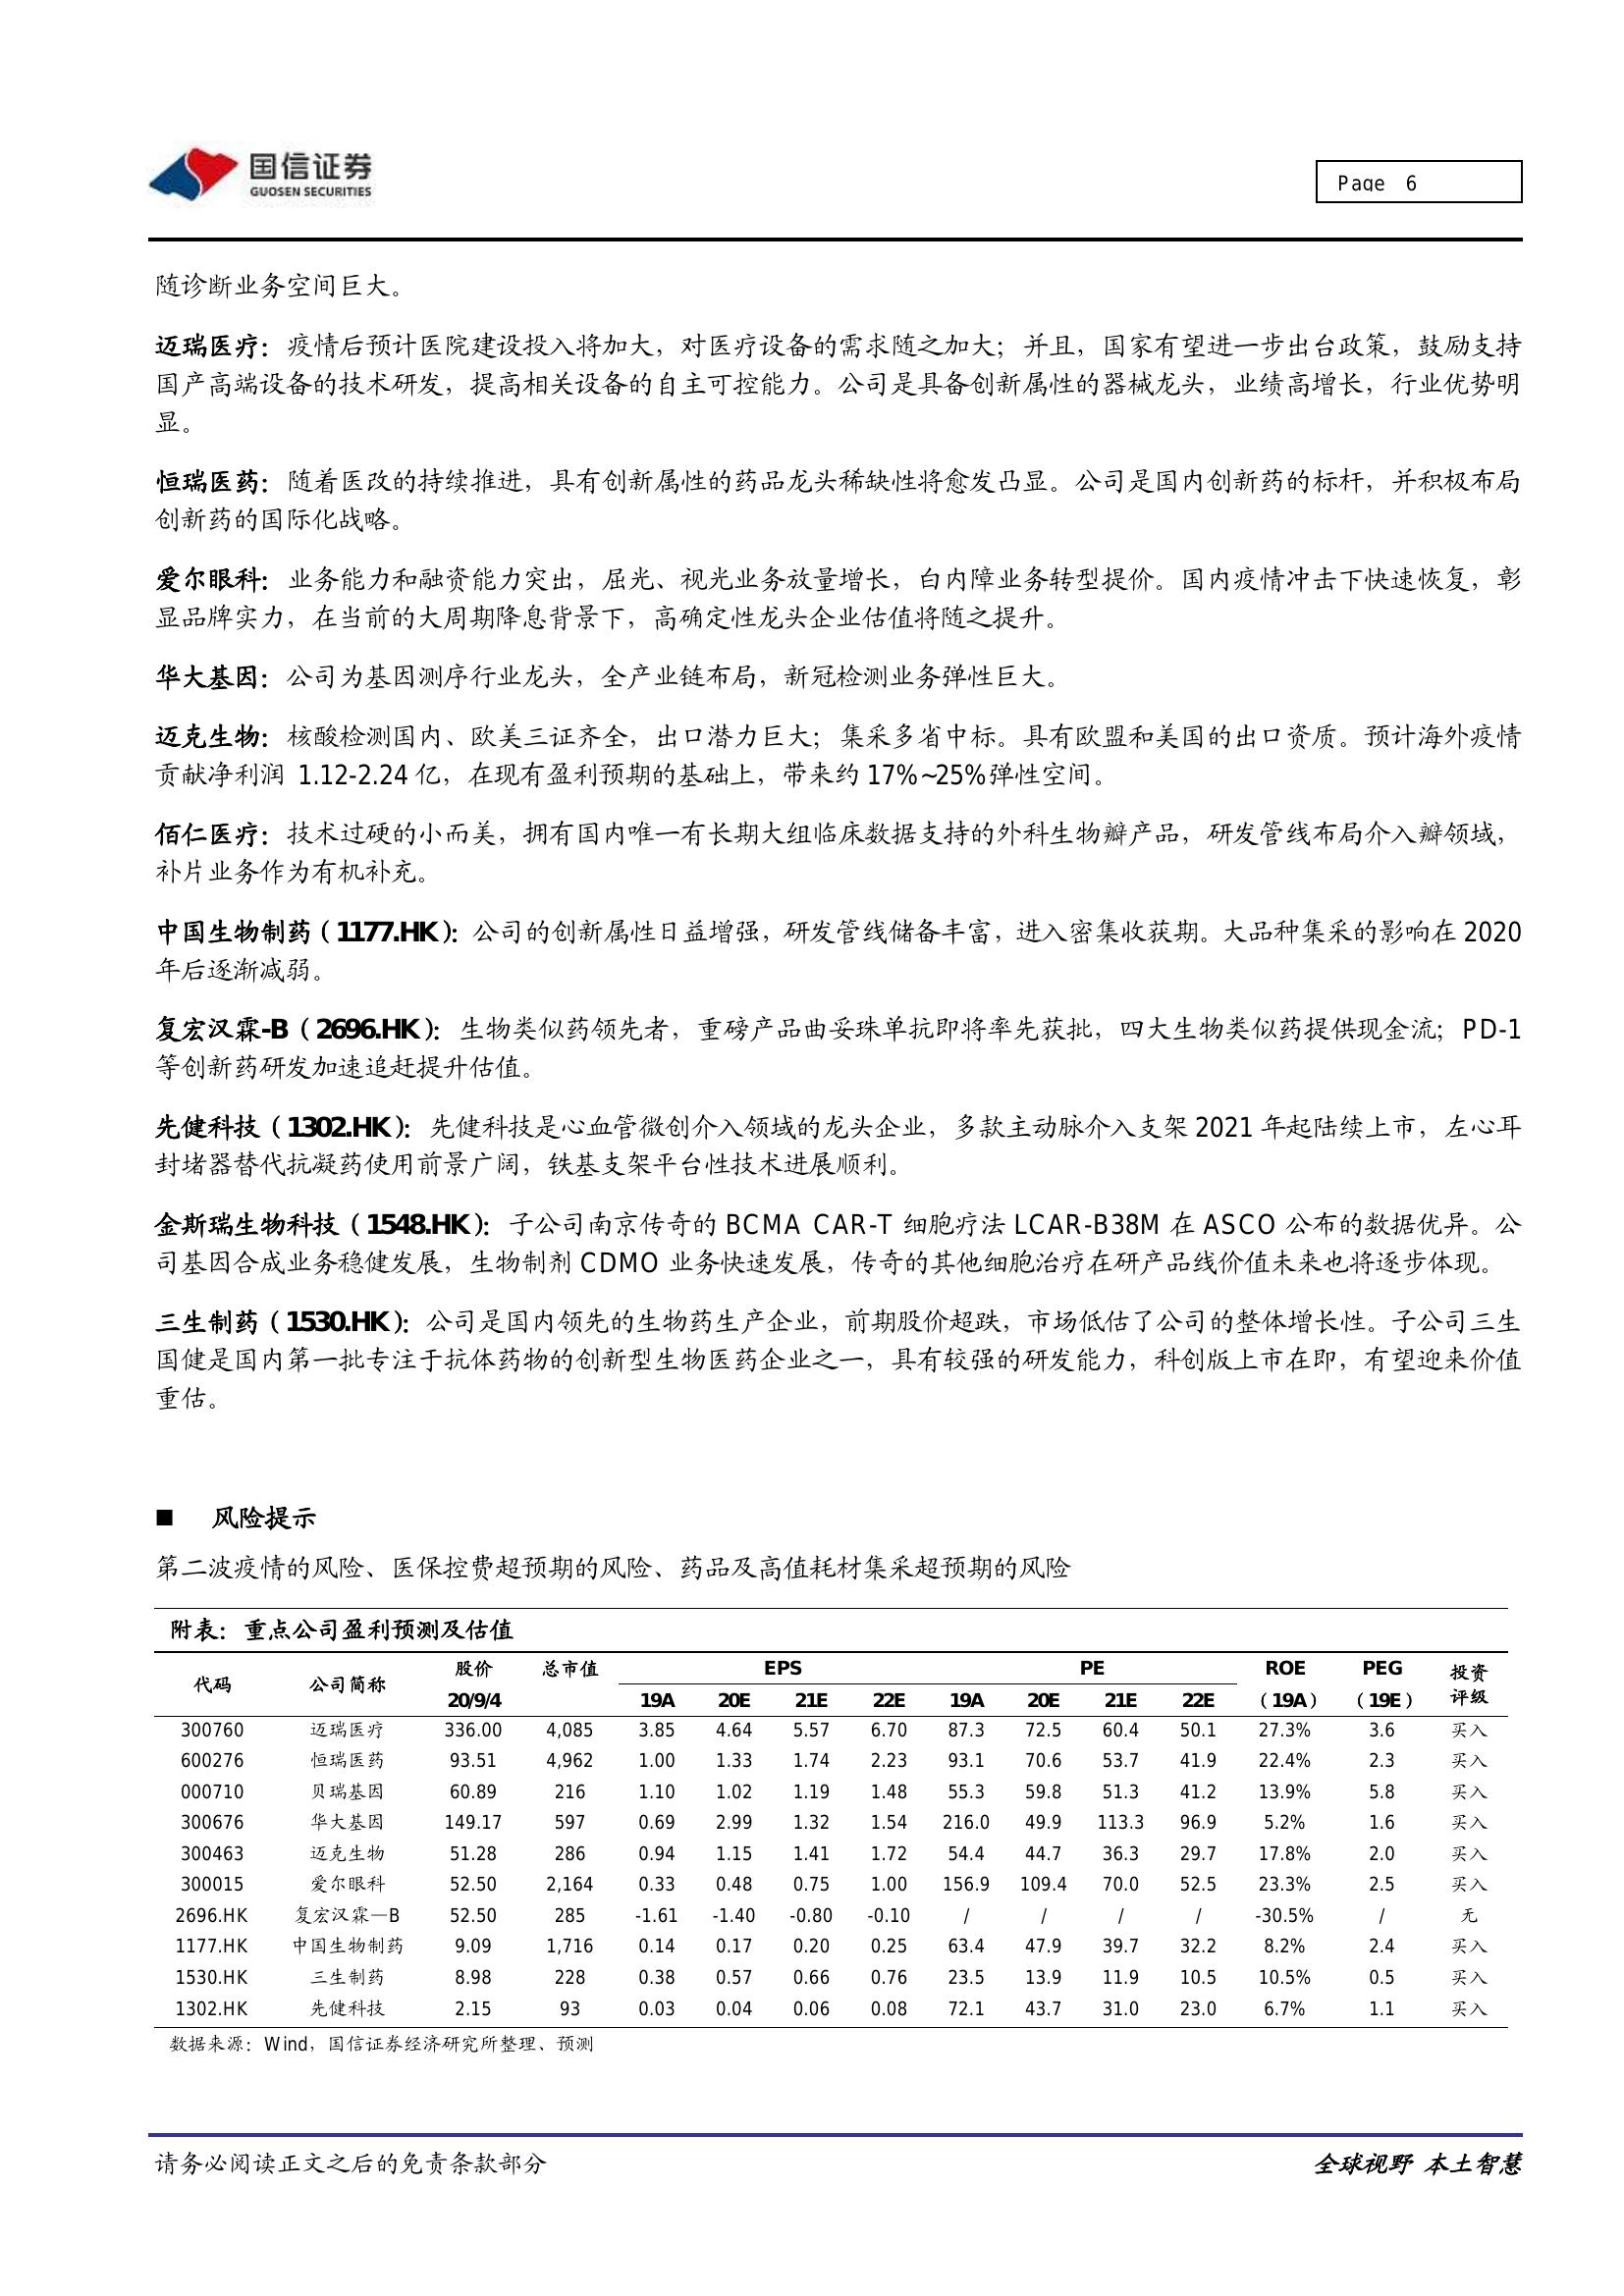 国信证券
GUOSEN SECURITIES
Page 6
随诊断业务空间巨大。
迈瑞医疗：疫情后预计医院建设投入将加大，对医疗设备的需求随之加大；并且，国家有望进一步出台政策，鼓励支持
国产高端设备的技术研发，提高相关设备的自主可控能力。公司是具备创新属性的器械龙头，业绩高增长，行业优势明
显。
恒瑞医药：随着医改的持续推进，具有创新属性的药品龙头稀缺性将愈发凸显。公司是国内创新药的标杆，并积极布局
创新药的国际化战略。
爱尔眼科：业务能力和融资能力突出，屈光、视光业务放量增长，白内障业务转型提价。国内疫情冲击下快速恢复，彰
显品牌实力，在当前的大周期降息背景下，高确定性龙头企业估值将随之提升。
华大基因：公司为基因测序行业龙头，全产业链布局，新冠检测业务弹性巨大。
迈克生物：核酸检测国内、欧美三证齐全，出口潜力巨大；集采多省中标。具有欧盟和美国的出口资质。预计海外疫情
贡献净利润 1.12-2.24 亿，在现有盈利预期的基础上，带来约 17%~25%弹性空间。
佰仁医疗：技术过硬的小而美，拥有国内唯一有长期大组临床数据支持的外科生物瓣产品，研发管线布局介入瓣领域，
补片业务作为有机补充。
中国生物制药（1177.HK）：公司的创新属性日益增强，研发管线储备丰富，进入密集收获期。大品种集采的影响在 2020
年后逐渐减弱。
复宏汉霖-B（2696.HK）：生物类似药领先者，重磅产品曲妥珠单抗即将率先获批，四大生物类似药提供现金流；PD-1
等创新药研发加速追赶提升估值。
先健科技（1302.HK）：先健科技是心血管微创介入领域的龙头企业，多款主动脉介入支架 2021 年起陆续上市，左心耳
封堵器替代抗凝药使用前景广阔，铁基支架平台性技术进展顺利。
金斯瑞生物科技（1548.HK）：子公司南京传奇的 BCMA CAR-T 细胞疗法 LCAR-B38M 在 ASCO 公布的数据优异。公
司基因合成业务稳健发展，生物制剂 CDMO 业务快速发展，传奇的其他细胞治疗在研产品线价值未来也将逐步体现。
三生制药（1530.HK）：公司是国内领先的生物药生产企业，前期股价超跌，市场低估了公司的整体增长性。子公司三生
国健是国内第一批专注于抗体药物的创新型生物医药企业之一，具有较强的研发能力，科创版上市在即，有望迎来价值
重估。
■ 风险提示
第二波疫情的风险、医保控费超预期的风险、药品及高值耗材集采超预期的风险
附表：重点公司盈利预测及估值
代码 公司简称 股价 总市值 EPS PE ROE PEG 投资
20/9/4 19A 20E 21E 22E 19A 20E 21E 22E （19A） （19E） 评级
300760 迈瑞医疗 336.00 4,085 3.85 4.64 5.57 6.70 87.3 72.5 60.4 50.1 27.3% 3.6 买入
600276 恒瑞医药 93.51 4,962 1.00 1.33 1.74 2.23 93.1 70.6 53.7 41.9 22.4% 2.3 买入
000710 贝瑞基因 60.89 216 1.10 1.02 1.19 1.48 55.3 59.8 51.3 41.2 13.9% 5.8 买入
300676 华大基因 149.17 597 0.69 2.99 1.32 1.54 216.0 49.9 113.3 96.9 5.2% 1.6 买入
300463 迈克生物 51.28 286 0.94 1.15 1.41 1.72 54.4 44.7 36.3 29.7 17.8% 2.0 买入
300015 爱尔眼科 52.50 2,164 0.33 0.48 0.75 1.00 156.9 109.4 70.0 52.5 23.3% 2.5 买入
2696.HK 复宏汉霖—B 52.50 285 -1.61 -1.40 -0.80 -0.10 / / / / -30.5% / 无
1177.HK 中国生物制药 9.09 1,716 0.14 0.17 0.20 0.25 63.4 47.9 39.7 32.2 8.2% 2.4 买入
1530.HK 三生制药 8.98 228 0.38 0.57 0.66 0.76 23.5 13.9 11.9 10.5 10.5% 0.5 买入
1302.HK 先健科技 2.15 93 0.03 0.04 0.06 0.08 72.1 43.7 31.0 23.0 6.7% 1.1 买入
数据来源：Wind，国信证券经济研究所整理、预测
请务必阅读正文之后的免责条款部分
全球视野 本土智慧